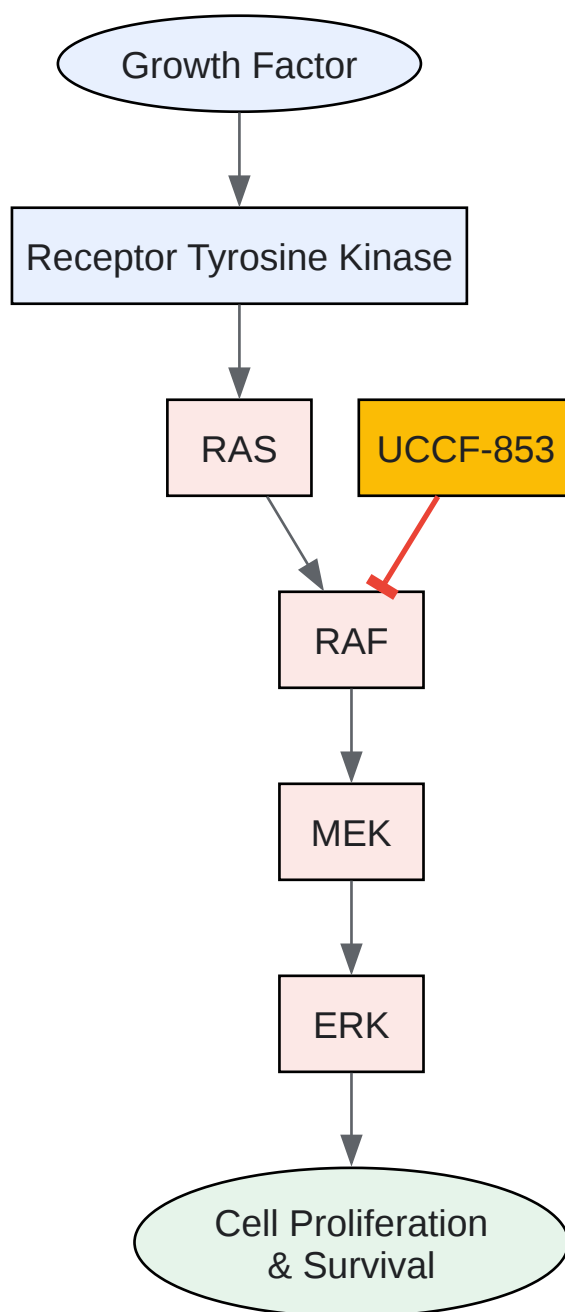 Growth Factor
Receptor Tyrosine Kinase
RAS
UCCF-853
RAF
MEK
ERK
Cell Proliferation
& Survival